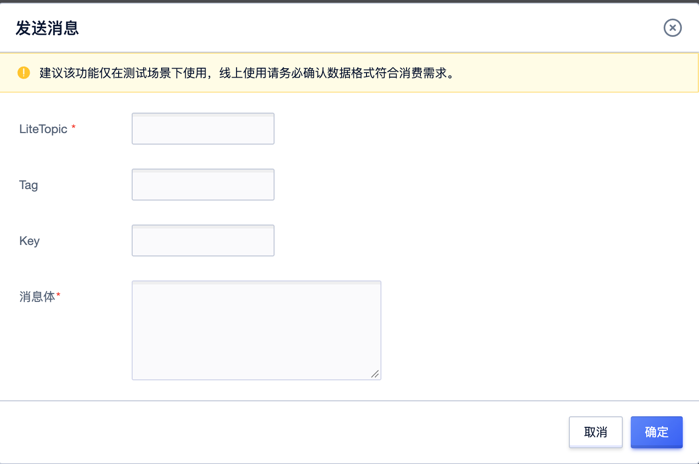 发送消息
建议该功能仅在测试场景下使用，线上使用请务必确认数据格式符合消费需求。
LiteTopic *
Tag
Key
消息体*
取消 确定